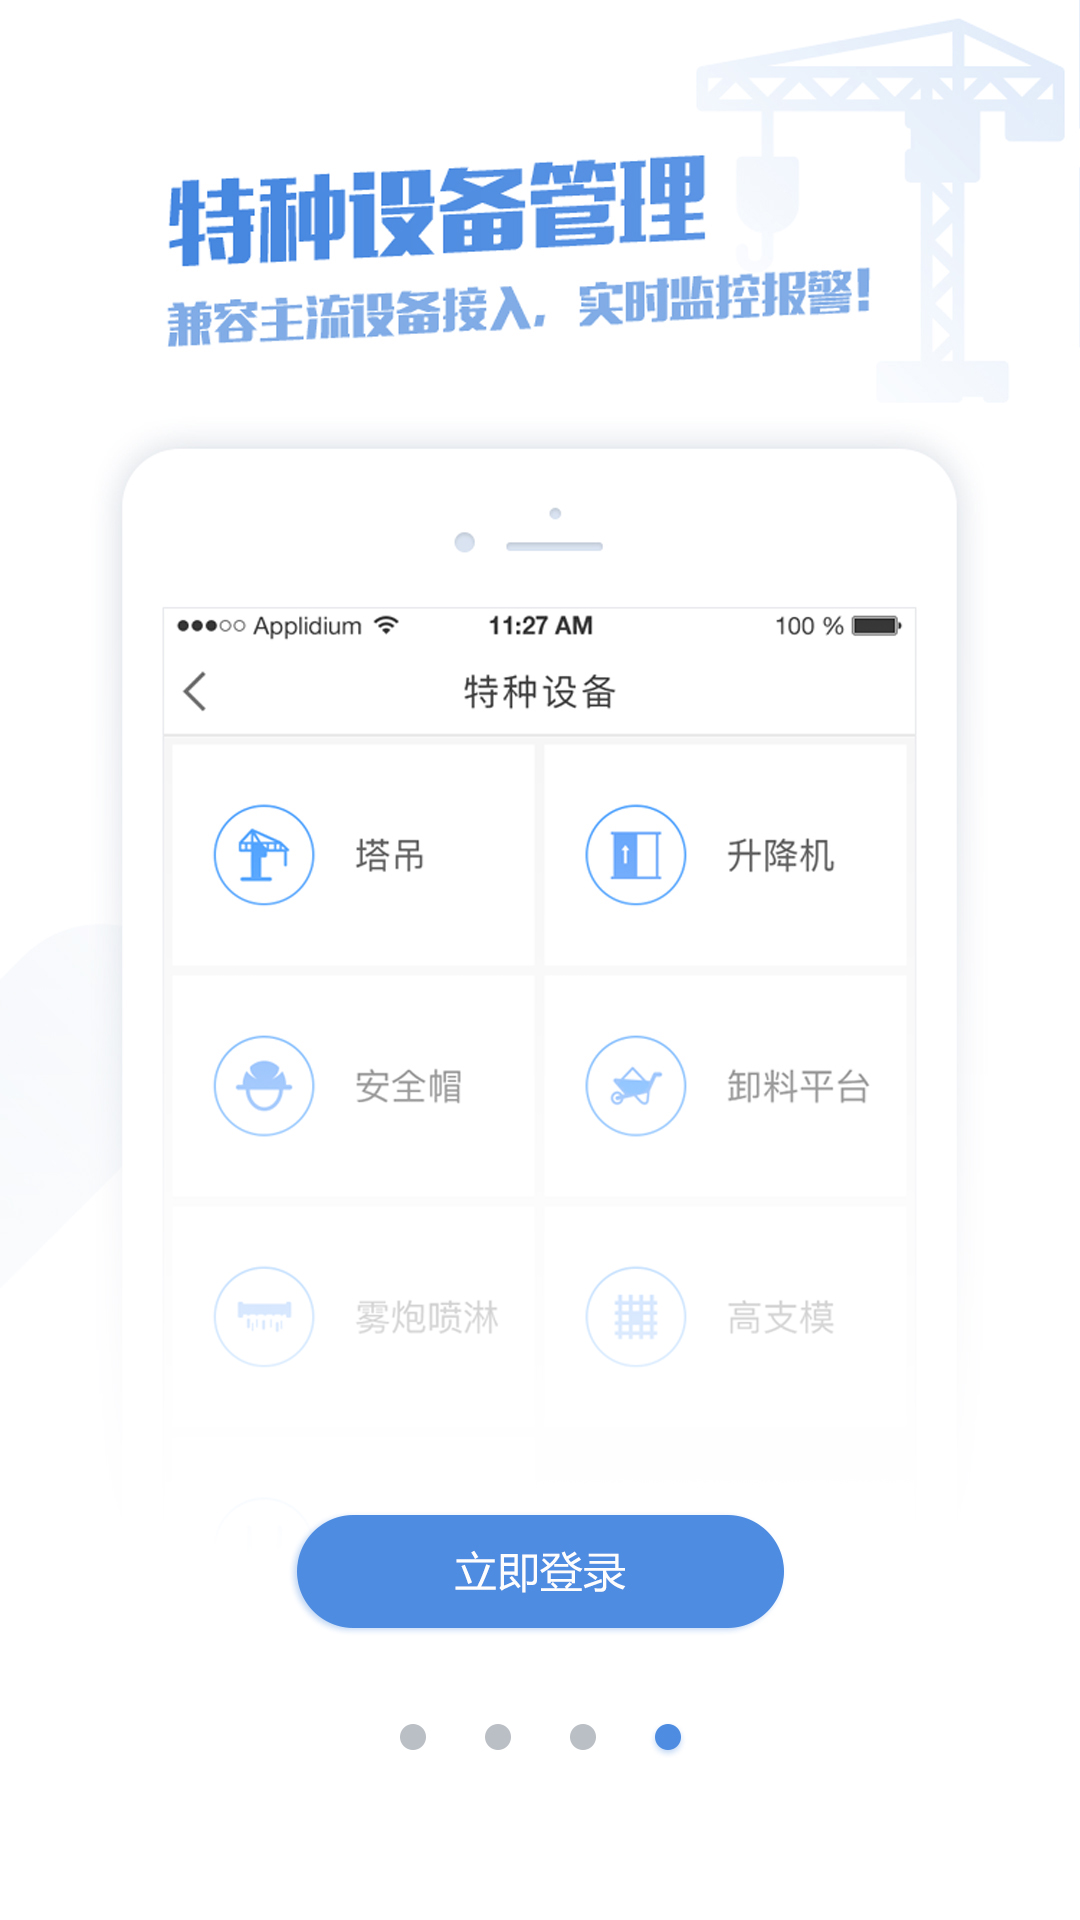 特种设备管理
兼容主流设备接入，实时监控报警!
Applidium 11:27 AM 100 %
特种设备
塔吊 升降机
安全帽 卸料平台
雾炮喷淋 高支模
立即登录